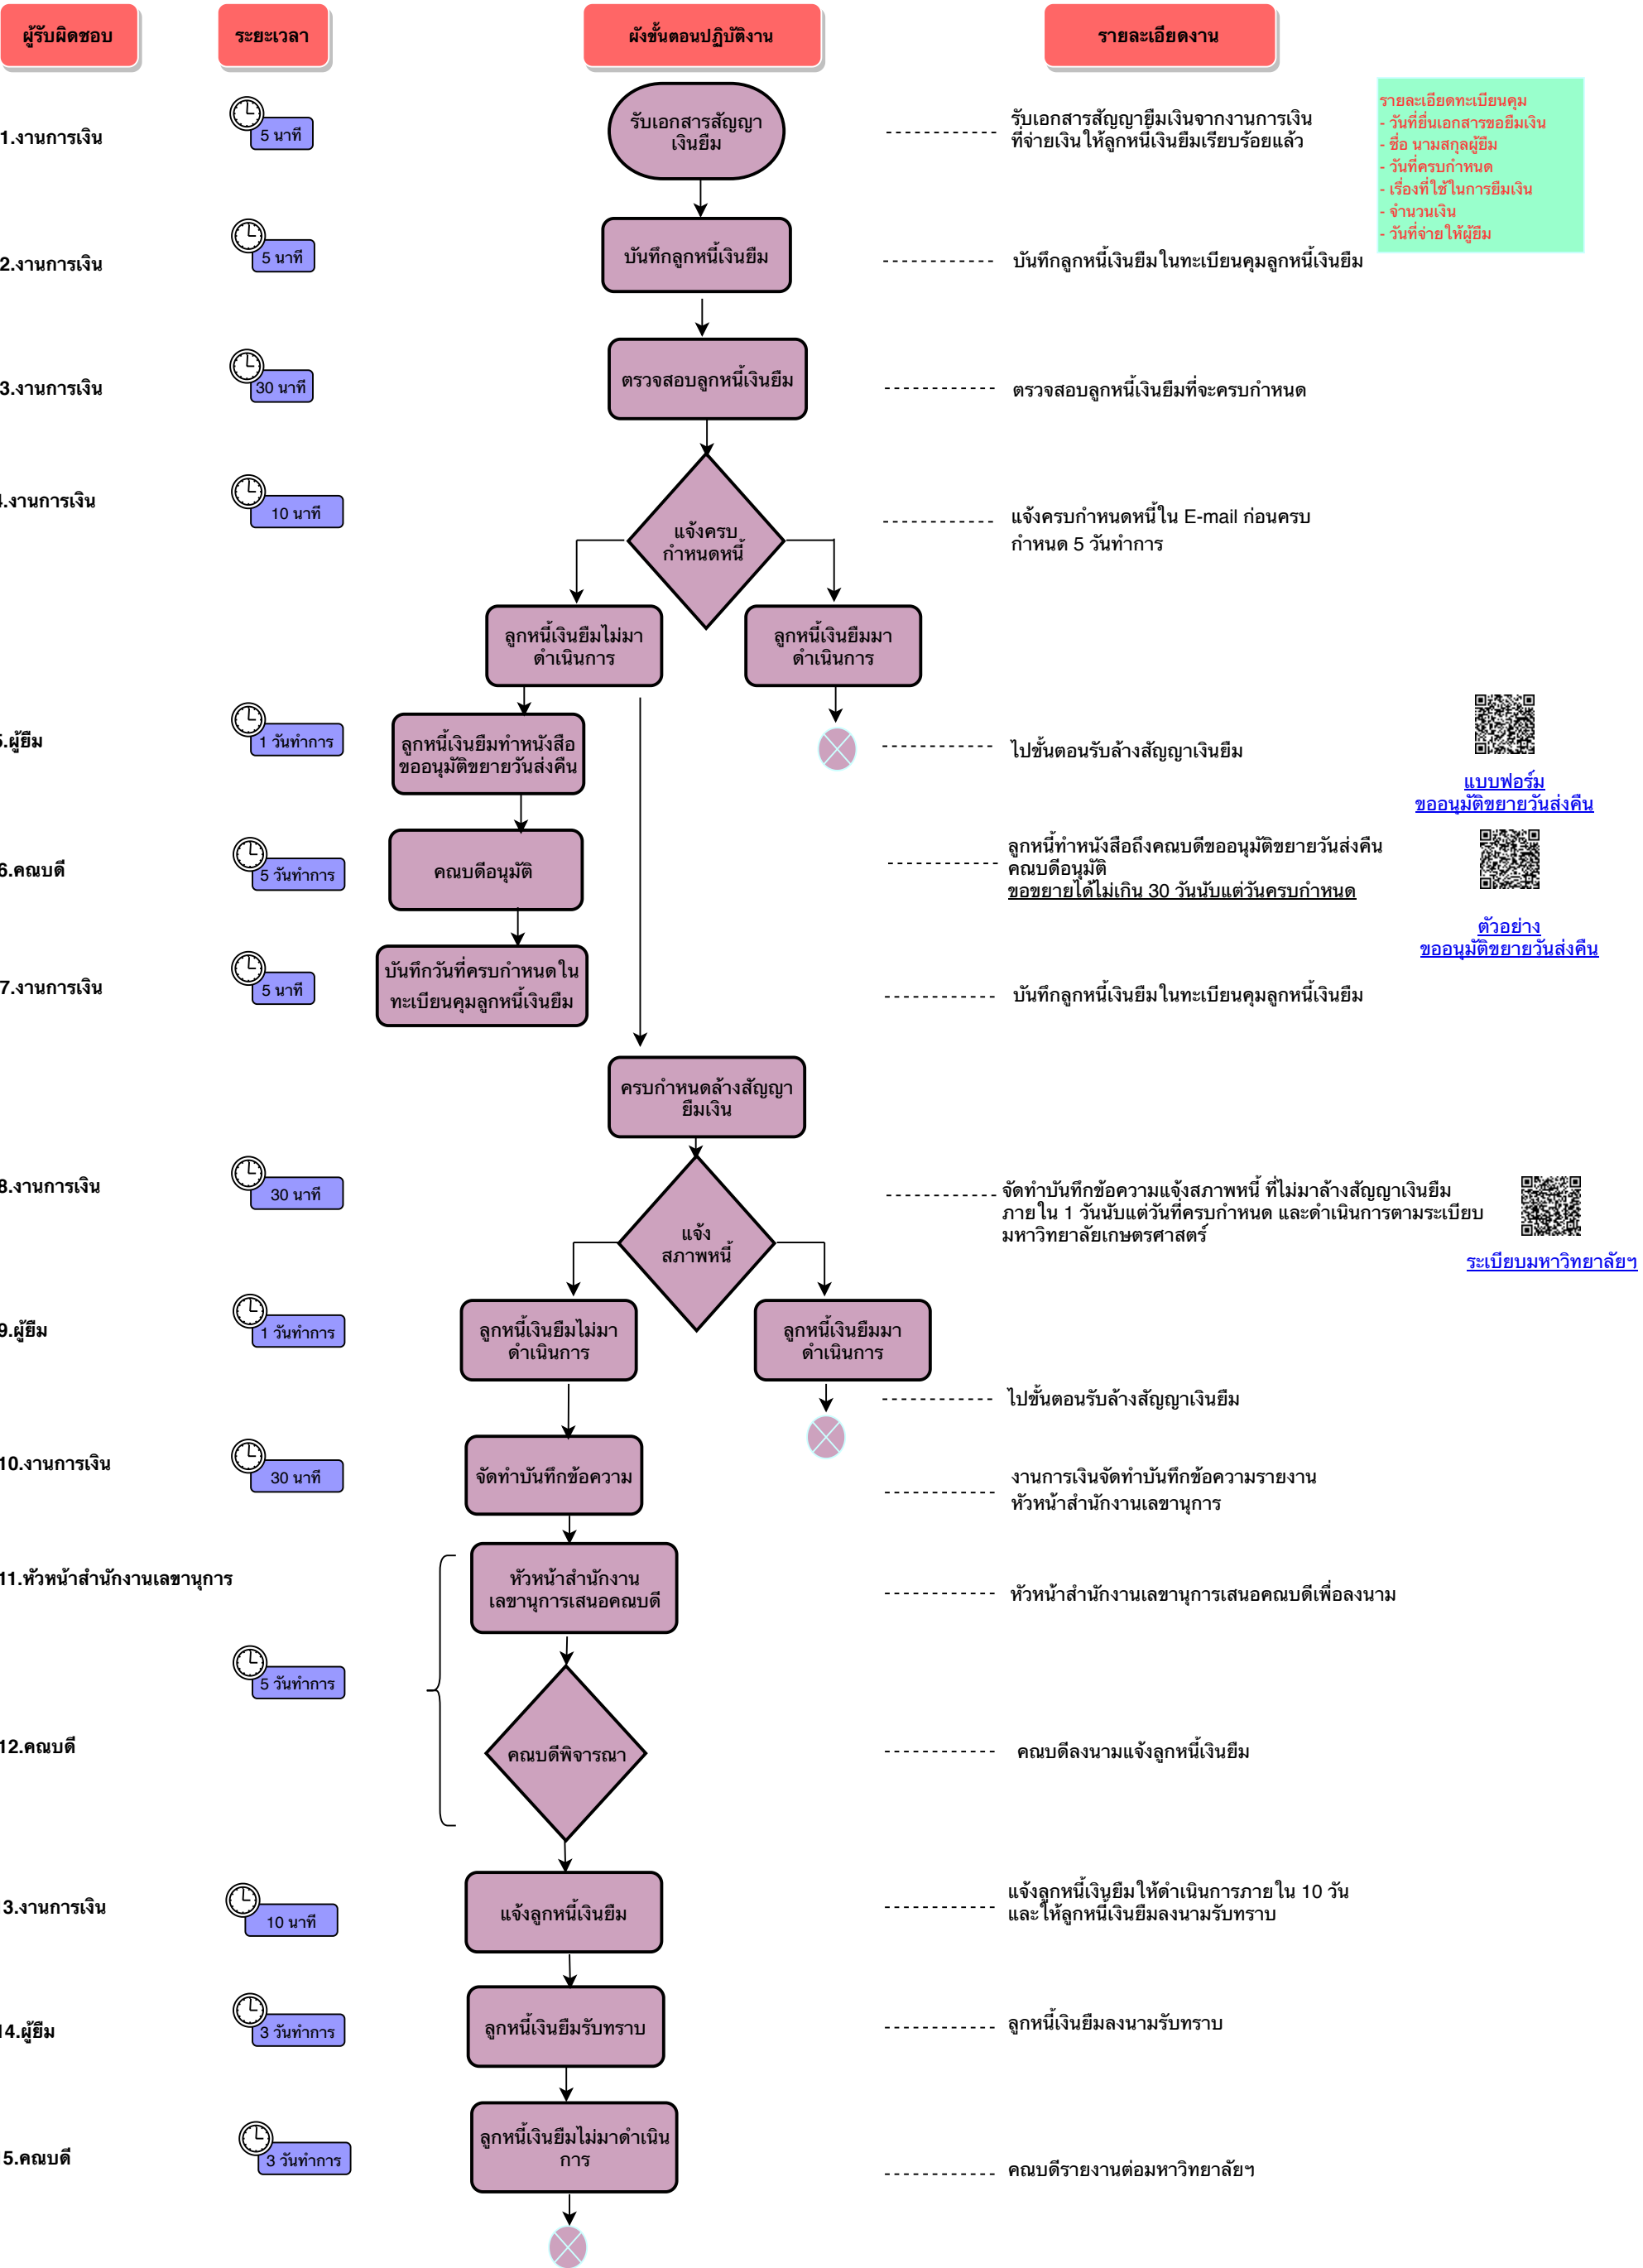 ผู้รับผิดชอบ
ระยะเวลา
ผังขั้นตอนปฏิบัติงาน
รายละเอียดงาน
รายละเอียดทะเบียนคุม
- วันที่ยื่นเอกสารขอยืมเงิน
- ชื่อ นามสกุลผู้ยืม
- วันที่ครบกำหนด
- เรื่องที่ใช้ในการยืมเงิน
- จำนวนเงิน
- วันที่จ่ายให้ผู้ยืม
1.งานการเงิน
5 นาที
รับเอกสารสัญญา
เงินยืม
รับเอกสารสัญญายืมเงินจากงานการเงิน
ที่จ่ายเงินให้ลูกหนี้เงินยืมเรียบร้อยแล้ว
2.งานการเงิน
5 นาที
บันทึกลูกหนี้เงินยืม
บันทึกลูกหนี้เงินยืมในทะเบียนคุมลูกหนี้เงินยืม
3.งานการเงิน
30 นาที
ตรวจสอบลูกหนี้เงินยืม
ตรวจสอบลูกหนี้เงินยืมที่จะครบกำหนด
4.งานการเงิน
10 นาที
แจ้งครบ
กำหนดหนี้
แจ้งครบกำหนดหนี้ใน E-mail ก่อนครบ
กำหนด 5 วันทำการ
ลูกหนี้เงินยืมไม่มา
ดำเนินการ
ลูกหนี้เงินยืมมา
ดำเนินการ
5.ผู้ยืม
1 วันทำการ
ลูกหนี้เงินยืมทำหนังสือ
ขออนุมัติขยายวันส่งคืน
ไปขั้นตอนรับล้างสัญญาเงินยืม
แบบฟอร์ม
ขออนุมัติขยายวันส่งคืน
6.คณบดี
5 วันทำการ
คณบดีอนุมัติ
ลูกหนี้ทำหนังสือถึงคณบดีขออนุมัติขยายวันส่งคืน
คณบดีอนุมัติ
ขอขยายได้ไม่เกิน 30 วันนับแต่วันครบกำหนด
ตัวอย่าง
ขออนุมัติขยายวันส่งคืน
7.งานการเงิน
5 นาที
บันทึกวันที่ครบกำหนดใน
ทะเบียนคุมลูกหนี้เงินยืม
บันทึกลูกหนี้เงินยืมในทะเบียนคุมลูกหนี้เงินยืม
ครบกำหนดล้างสัญญา
ยืมเงิน
8.งานการเงิน
30 นาที
แจ้ง
สภาพหนี้
จัดทำบันทึกข้อความแจ้งสภาพหนี้ ที่ไม่มาล้างสัญญาเงินยืม
ภายใน 1 วันนับแต่วันที่ครบกำหนด และดำเนินการตามระเบียบ
มหาวิทยาลัยเกษตรศาสตร์
ระเบียบมหาวิทยาลัยฯ
9.ผู้ยืม
1 วันทำการ
ลูกหนี้เงินยืมไม่มา
ดำเนินการ
ลูกหนี้เงินยืมมา
ดำเนินการ
ไปขั้นตอนรับล้างสัญญาเงินยืม
10.งานการเงิน
30 นาที
จัดทำบันทึกข้อความ
งานการเงินจัดทำบันทึกข้อความรายงาน
หัวหน้าสำนักงานเลขานุการ
11.หัวหน้าสำนักงานเลขานุการ
หัวหน้าสำนักงาน
เลขานุการเสนอคณบดี
หัวหน้าสำนักงานเลขานุการเสนอคณบดีเพื่อลงนาม
5 วันทำการ
12.คณบดี
คณบดีพิจารณา
คณบดีลงนามแจ้งลูกหนี้เงินยืม
3.งานการเงิน
10 นาที
แจ้งลูกหนี้เงินยืม
แจ้งลูกหนี้เงินยืมให้ดำเนินการภายใน 10 วัน
และให้ลูกหนี้เงินยืมลงนามรับทราบ
14.ผู้ยืม
3 วันทำการ
ลูกหนี้เงินยืมรับทราบ
ลูกหนี้เงินยืมลงนามรับทราบ
5.คณบดี
3 วันทำการ
ลูกหนี้เงินยืมไม่มาดำเนิน
การ
คณบดีรายงานต่อมหาวิทยาลัยฯ